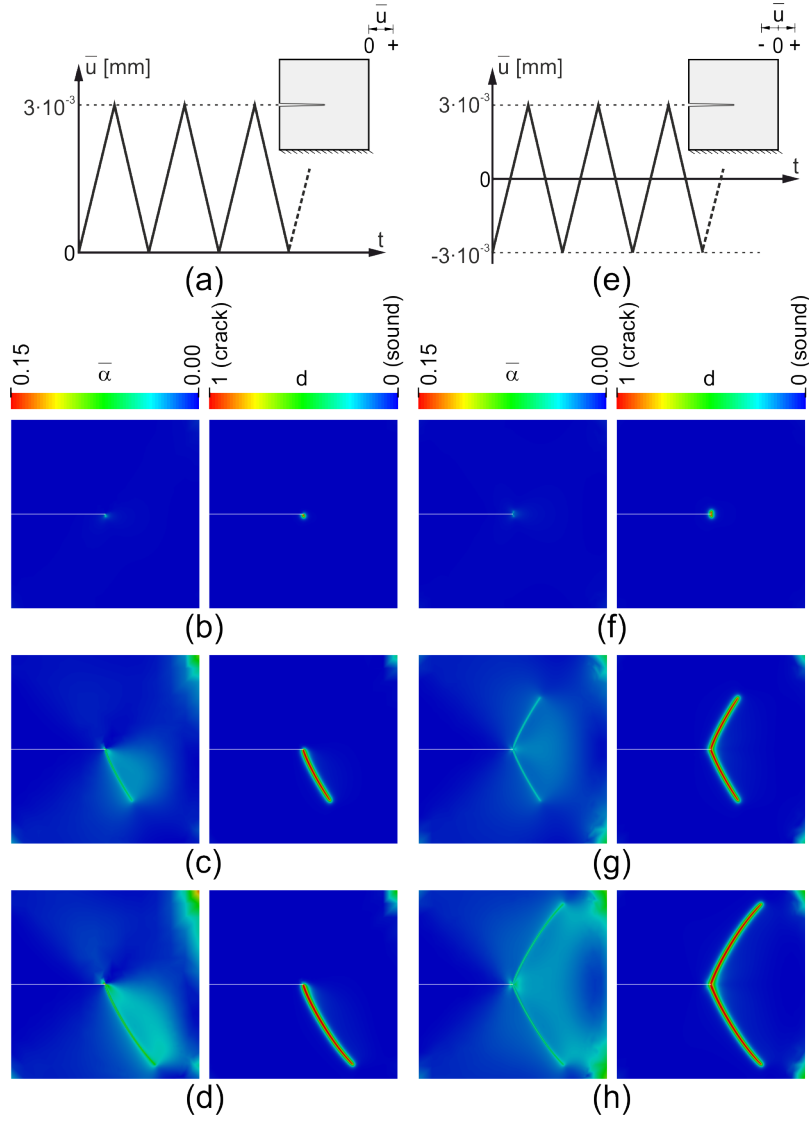 u̅
0 +
u̅ [mm]
3·10⁻³
0
t
(a)
u̅
- 0 +
u̅ [mm]
3·10⁻³
0
t
-3·10⁻³
(e)
0.15
α̅
0.00
1 (crack)
d
0 (sound)
0.15
α̅
0.00
1 (crack)
d
0 (sound)
(b)
(f)
(c)
(g)
(d)
(h)